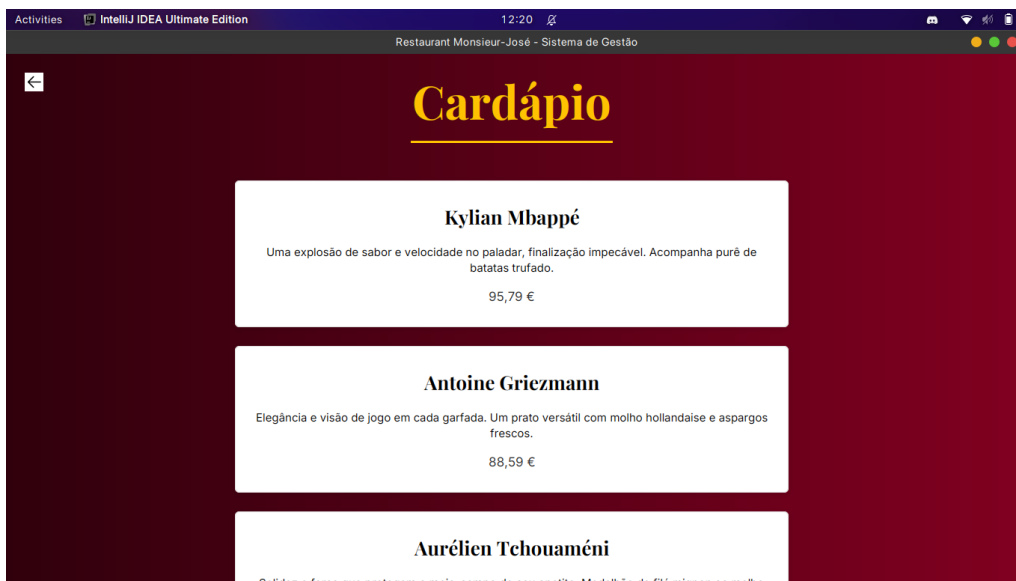 Activities IntelliJ IDEA Ultimate Edition 12:20
Restaurant Monsieur-José - Sistema de Gestão
Cardápio
Kylian Mbappé
Uma explosão de sabor e velocidade no paladar, finalização impecável. Acompanha purê de
batatas trufado.
95,79 €
Antoine Griezmann
Elegância e visão de jogo em cada garfada. Um prato versátil com molho hollandaise e aspargos
frescos.
88,59 €
Aurélien Tchouaméni